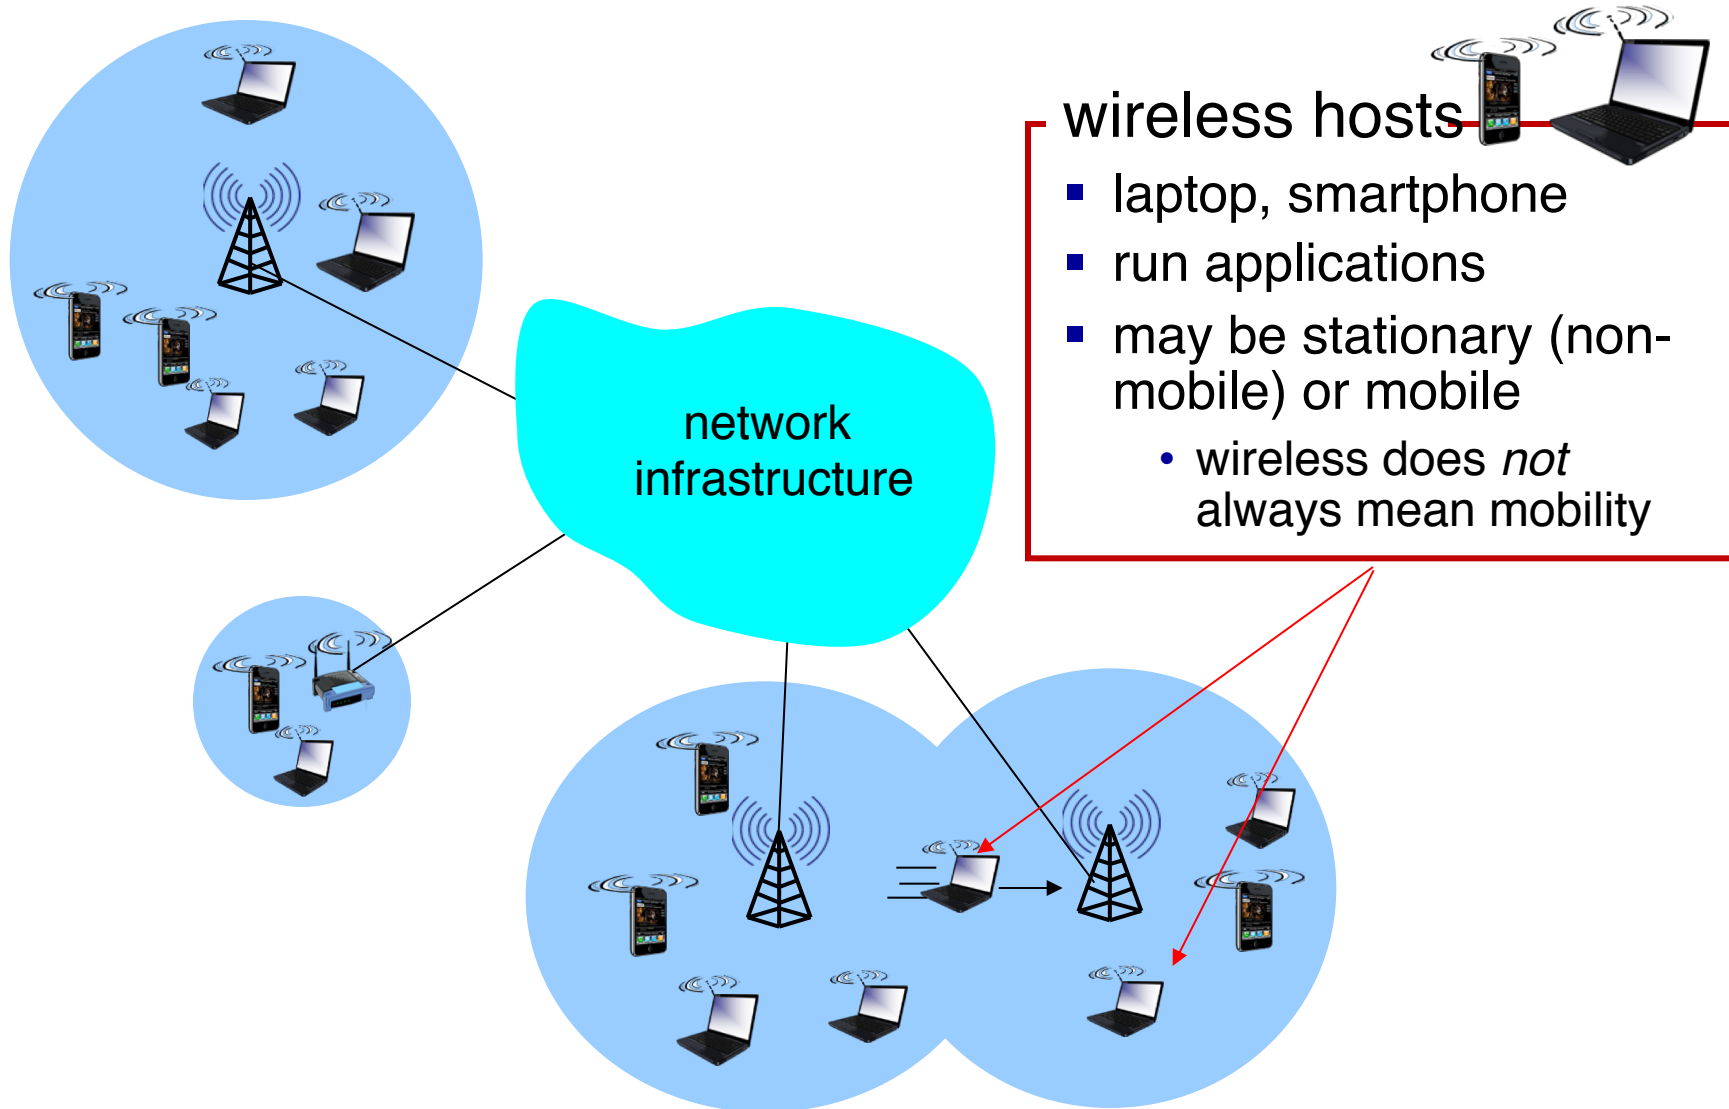 wireless hosts
laptop, smartphone
run applications
may be stationary (non-
mobile) or mobile
wireless does not
always mean mobility
network
infrastructure